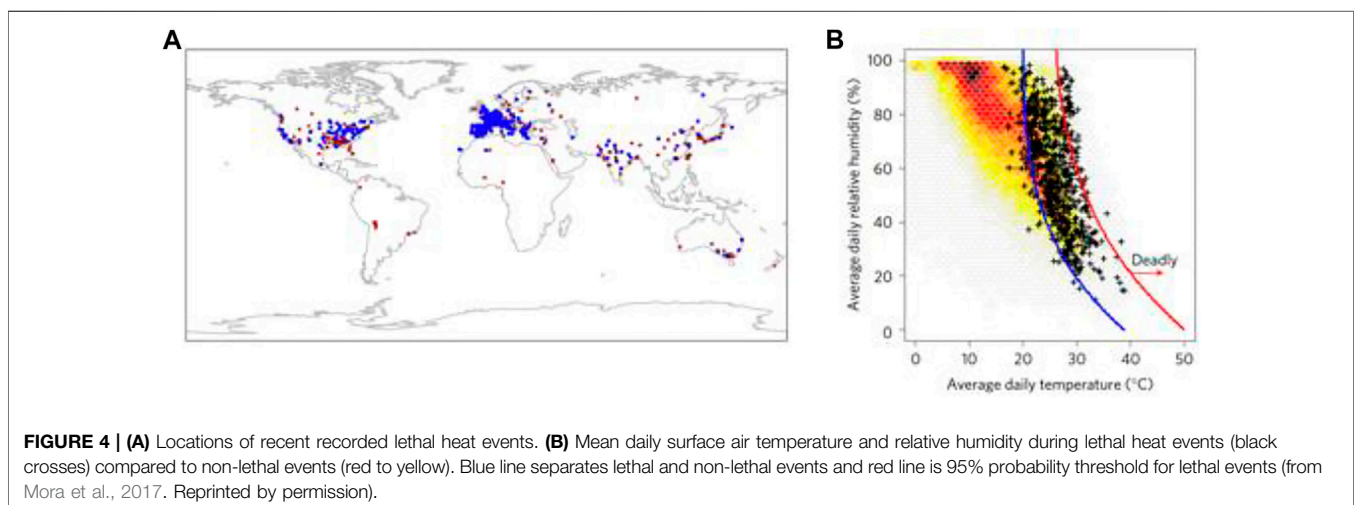 A
B
100
80
60
40
20
0
Average daily relative humidity (%)
Deadly
0 10 20 30 40 50
Average daily temperature (°C)
FIGURE 4 | (A) Locations of recent recorded lethal heat events. (B) Mean daily surface air temperature and relative humidity during lethal heat events (black
crosses) compared to non-lethal events (red to yellow). Blue line separates lethal and non-lethal events and red line is 95% probability threshold for lethal events (from
Mora et al., 2017. Reprinted by permission).